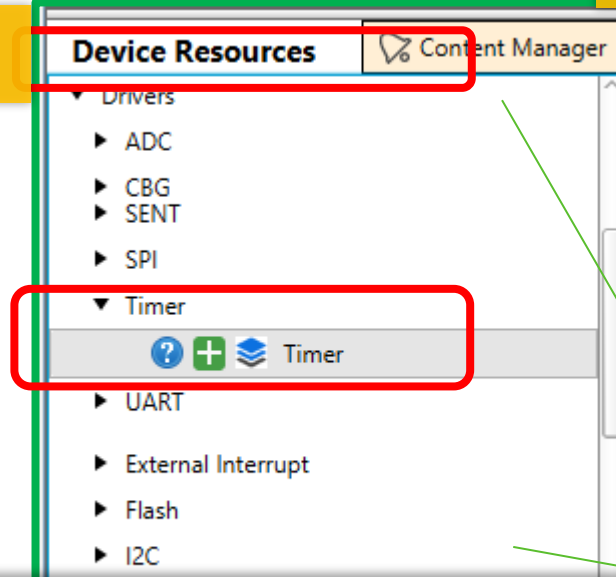 Device Resources
Content Manager
Drivers
ADC
CBG
SENT
SPI
Timer
? Timer
UART
External Interrupt
Flash
I2C